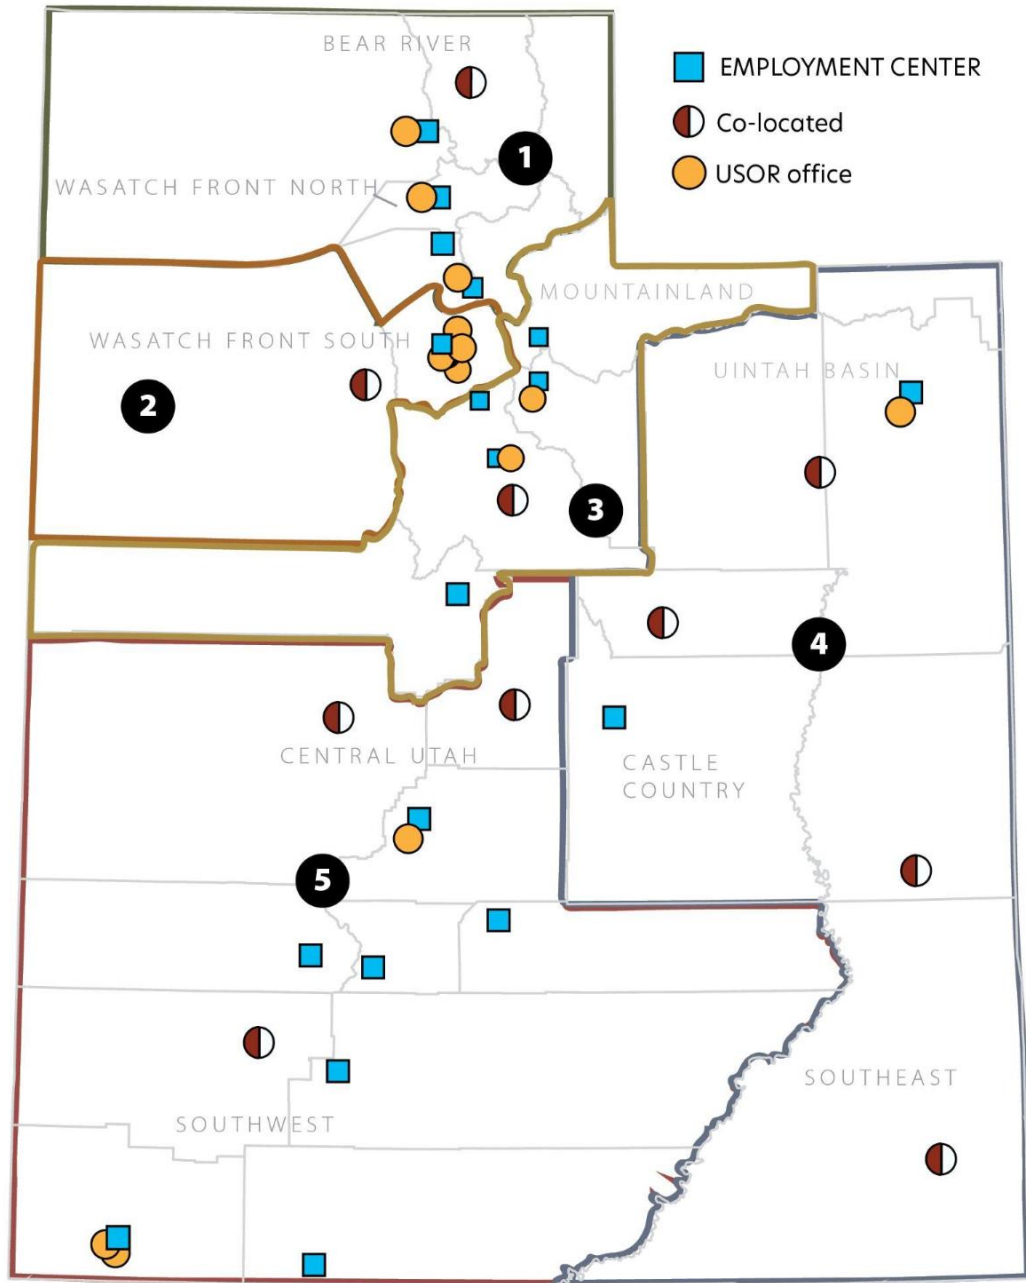 BEAR RIVER
EMPLOYMENT CENTER
Co-located
USOR office
1
WASATCH FRONT NORTH
MOUNTAINLAND
WASATCH FRONT SOUTH
UINTAH BASIN
2
3
4
CENTRAL UTAH
CASTLE
COUNTRY
5
SOUTHEAST
SOUTHWEST